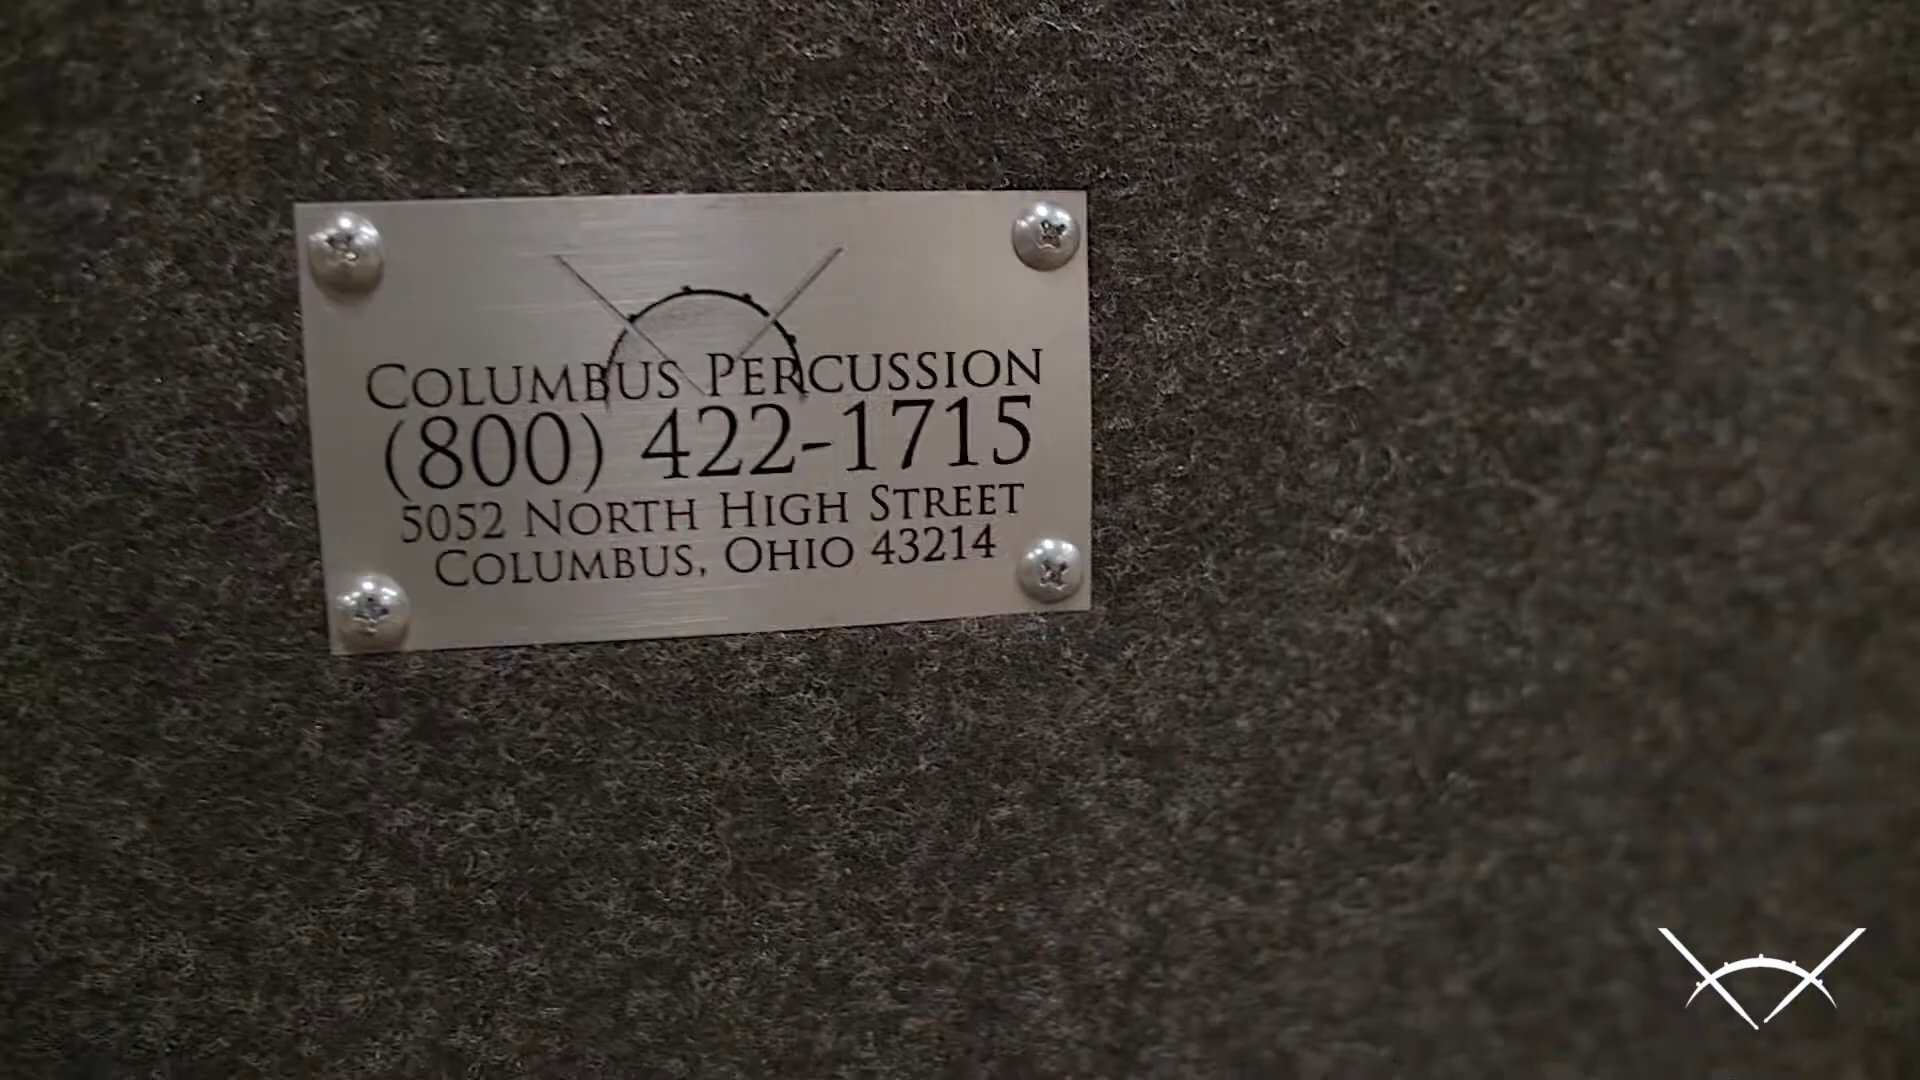 COLUMBUS PERCUSSION
(800) 422-1715
5052 NORTH HIGH STREET
COLUMBUS, OHIO 43214